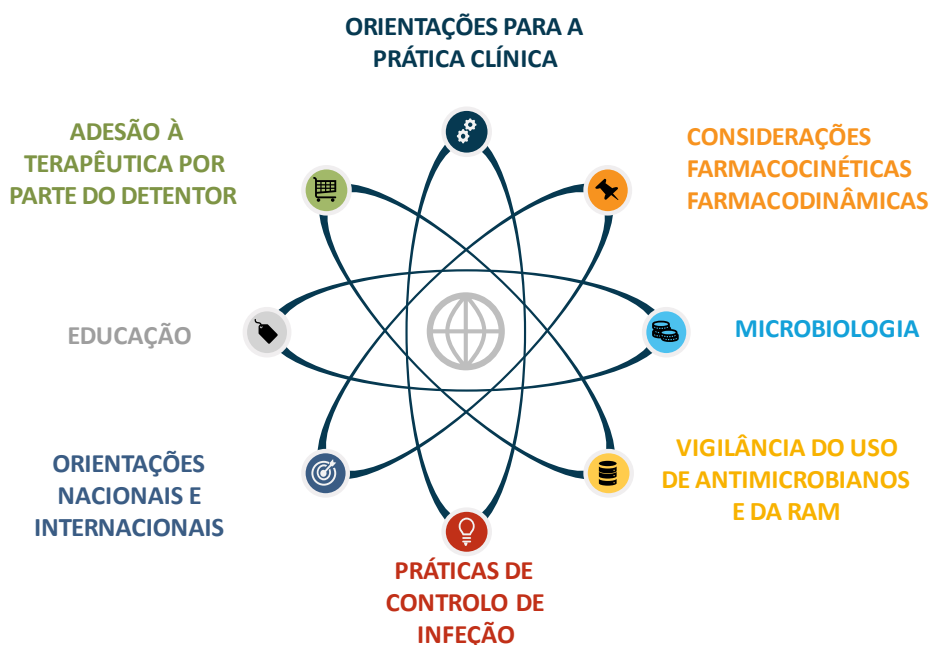 ORIENTAÇÕES PARA A
PRÁTICA CLÍNICA
ADESÃO À
TERAPÊUTICA POR
PARTE DO DETENTOR
CONSIDERAÇÕES
FARMACOCINÉTICAS
FARMACODINÂMICAS
EDUCAÇÃO
MICROBIOLOGIA
ORIENTAÇÕES
NACIONAIS E
INTERNACIONAIS
VIGILÂNCIA DO USO
DE ANTIMICROBIANOS
E DA RAM
PRÁTICAS DE
CONTROLO DE
INFEÇÃO